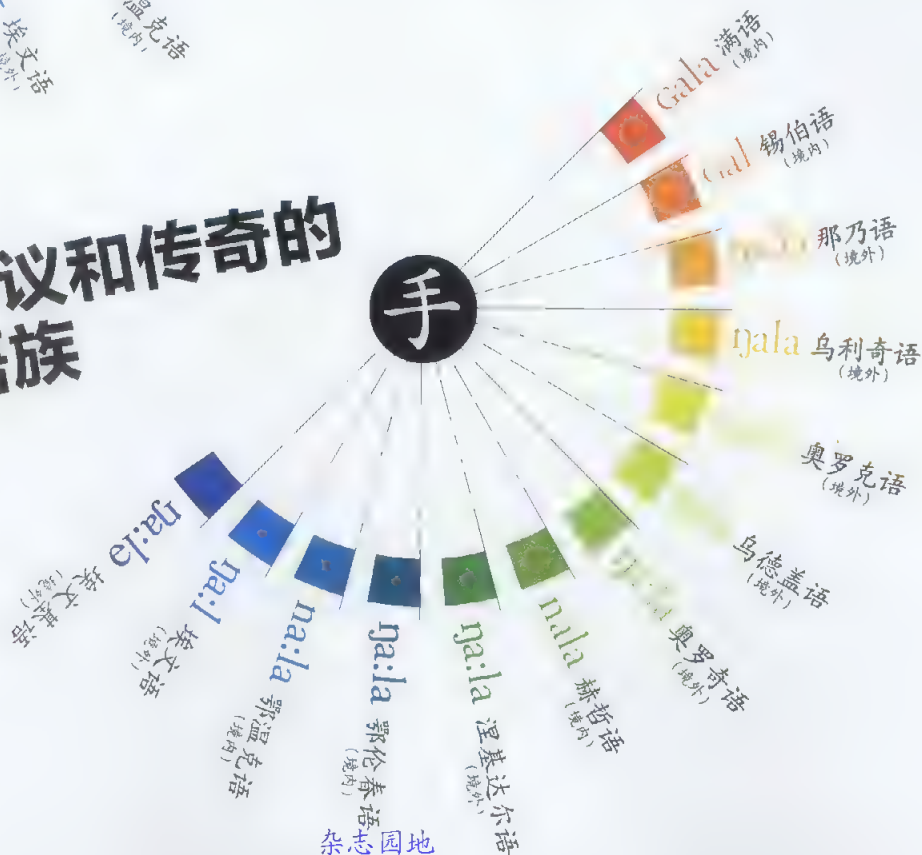 埃文语
（境外）
温克语
（境内）
议和传奇的
语族
手
Gala 满语
（境内）
Gal 锡伯语
（境内）
那乃语
（境外）
ŋala 乌利奇语
（境外）
奥罗克语
（境外）
乌德盖语
（境外）
奥罗奇语
（境外）
nala 赫哲语
（境内）
ŋa:la 涅基达尔语
（境外）
ŋa:la 鄂伦春语
（境内）
na:la 鄂温克语
（境内）
ŋa:l 埃文语
（境外）
ŋa:lə 埃文基语
（境外）
杂志园地